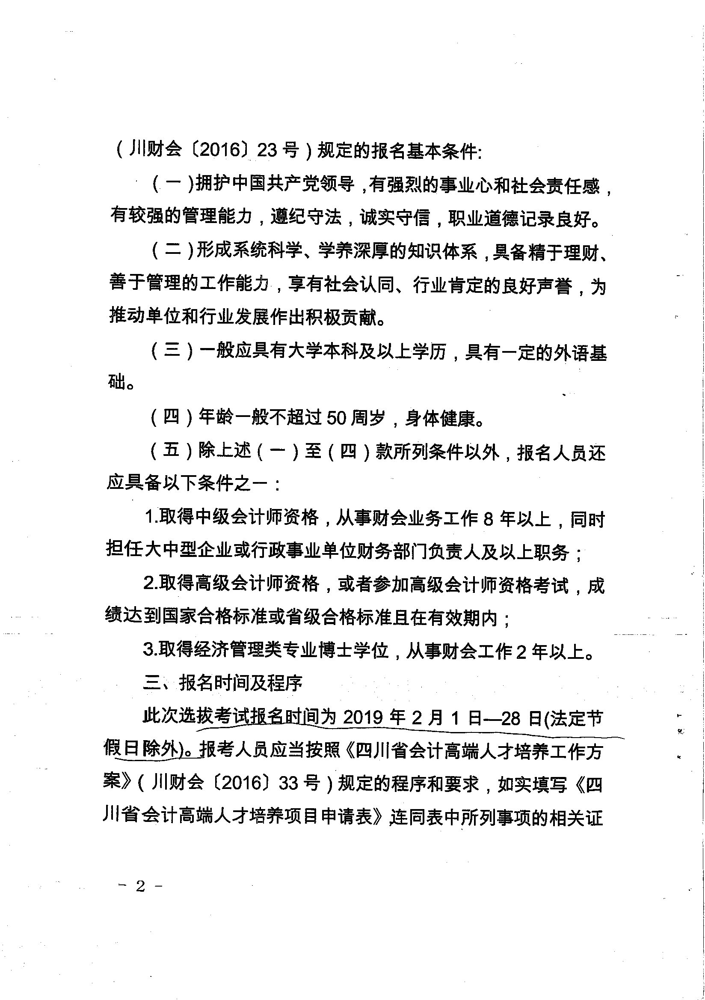 （川财会〔2016〕23 号）规定的报名基本条件:
（一)拥护中国共产党领导,有强烈的事业心和社会责任感，
有较强的管理能力，遵纪守法，诚实守信，职业道德记录良好。
（二)形成系统科学、学养深厚的知识体系,具备精于理财、
善于管理的工作能力，享有社会认同、行业肯定的良好声誉，为
推动单位和行业发展作出积极贡献。
（三）一般应具有大学本科及以上学历，具有一定的外语基
础。
（四）年龄一般不超过 50 周岁，身体健康。
（五）除上述（一）至（四）款所列条件以外，报名人员还
应具备以下条件之一：
1.取得中级会计师资格，从事财会业务工作 8 年以上，同时
担任大中型企业或行政事业单位财务部门负责人及以上职务；
2.取得高级会计师资格，或者参加高级会计师资格考试，成
绩达到国家合格标准或省级合格标准且在有效期内；
3.取得经济管理类专业博士学位，从事财会工作 2 年以上。
三、报名时间及程序
此次选拔考试报名时间为 2019 年 2 月 1 日—28 日(法定节
假日除外)。报考人员应当按照《四川省会计高端人才培养工作方
案》（川财会〔2016〕33 号）规定的程序和要求，如实填写《四
川省会计高端人才培养项目申请表》,连同表中所列事项的相关证
- 2 -